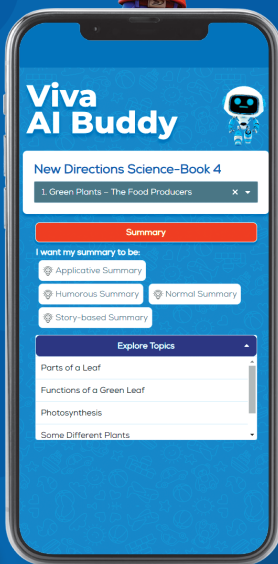 Viva
AI Buddy
New Directions Science-Book 4
1. Green Plants – The Food Producers
Summary
I want my summary to be:
Applicative Summary
Humorous Summary
Normal Summary
Story-based Summary
Explore Topics
Parts of a Leaf
Functions of a Green Leaf
Photosynthesis
Some Different Plants